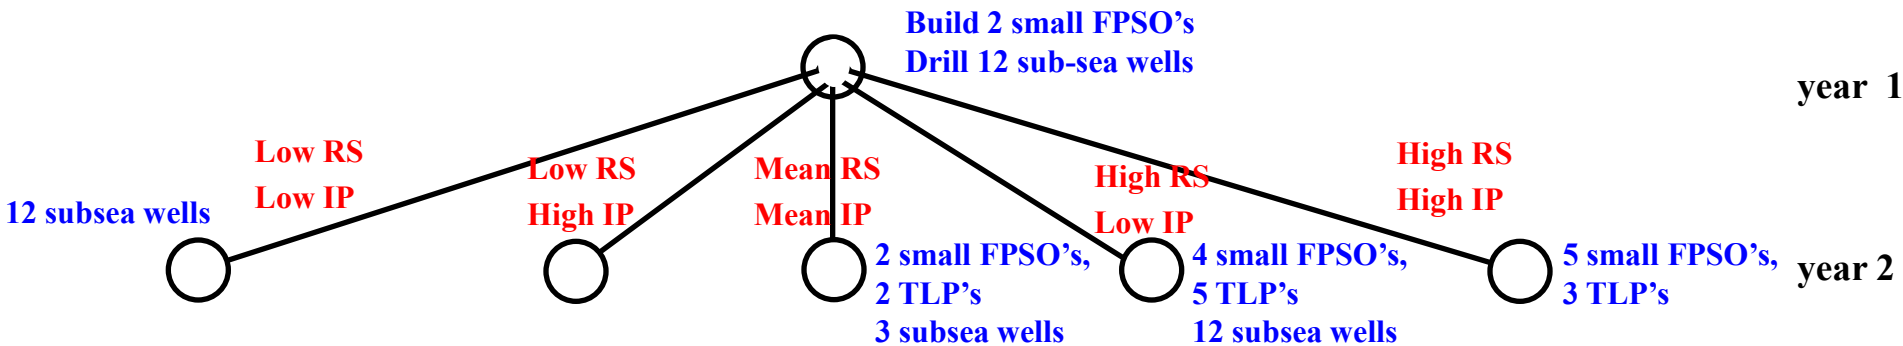 Build 2 small FPSO's
Drill 12 sub-sea wells
year 1
Low RS
Low IP
Low RS
High IP
Mean RS
Mean IP
High RS
Low IP
High RS
High IP
12 subsea wells
2 small FPSO's,
2 TLP's
3 subsea wells
4 small FPSO's,
5 TLP's
12 subsea wells
5 small FPSO's,
3 TLP's
year 2